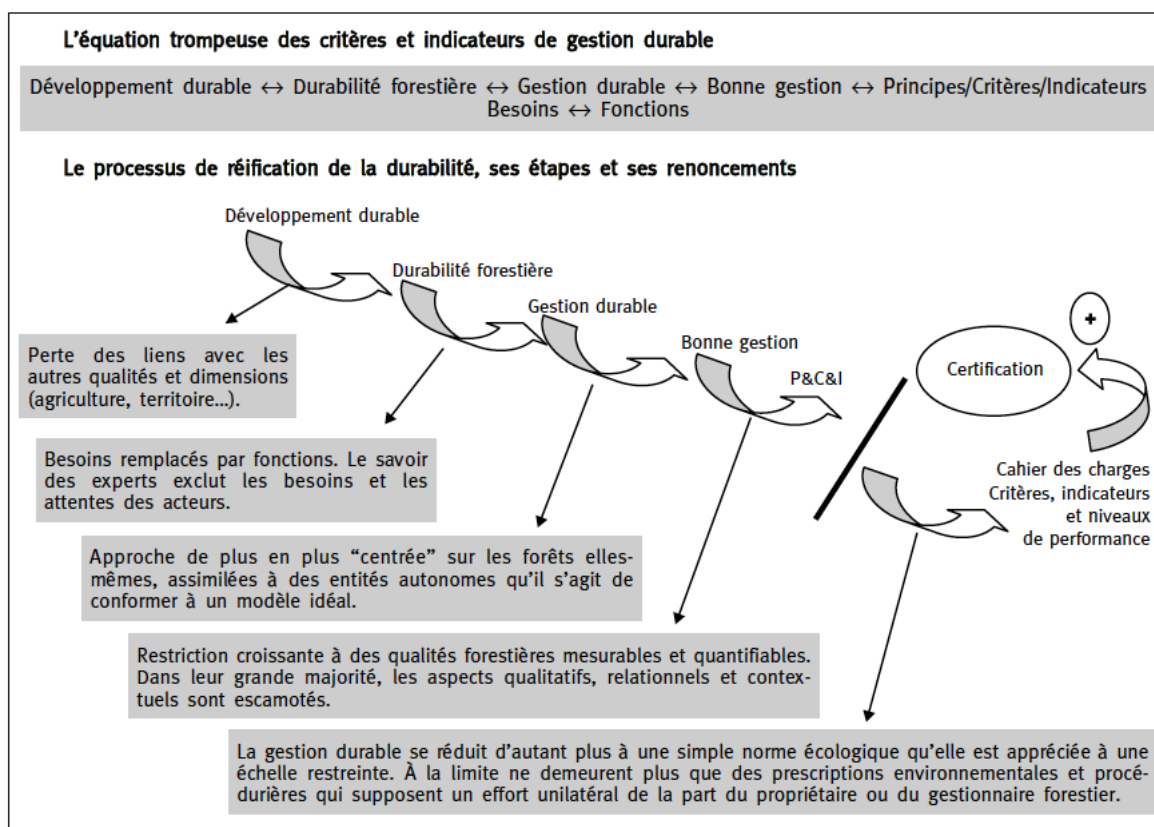 L'équation trompeuse des critères et indicateurs de gestion durable
Développement durable ↔ Durabilité forestière ↔ Gestion durable ↔ Bonne gestion ↔ Principes/Critères/Indicateurs
Besoins ↔ Fonctions
Le processus de réification de la durabilité, ses étapes et ses renoncements
Développement durable
Durabilité forestière
Gestion durable
Bonne gestion
P&C&I
Certification
+
Cahier des charges
Critères, indicateurs
et niveaux
de performance
Perte des liens avec les
autres qualités et dimensions
(agriculture, territoire...).
Besoins remplacés par fonctions. Le savoir
des experts exclut les besoins et les
attentes des acteurs.
Approche de plus en plus “centrée” sur les forêts elles-
mêmes, assimilées à des entités autonomes qu'il s'agit de
conformer à un modèle idéal.
Restriction croissante à des qualités forestières mesurables et quantifiables.
Dans leur grande majorité, les aspects qualitatifs, relationnels et contex-
tuels sont escamotés.
La gestion durable se réduit d'autant plus à une simple norme écologique qu'elle est appréciée à une
échelle restreinte. À la limite ne demeurent plus que des prescriptions environnementales et procé-
durières qui supposent un effort unilatéral de la part du propriétaire ou du gestionnaire forestier.